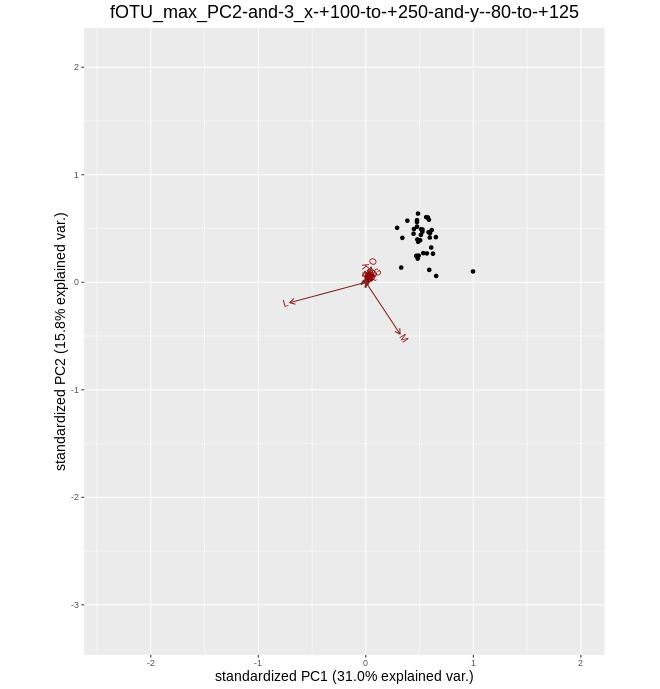 fOTU_max_PC2-and-3_x-+100-to-+250-and-y--80-to-+125
standardized PC2 (15.8% explained var.)
2
1
0
-1
-2
-3
L
M
-2
-1
0
1
2
standardized PC1 (31.0% explained var.)